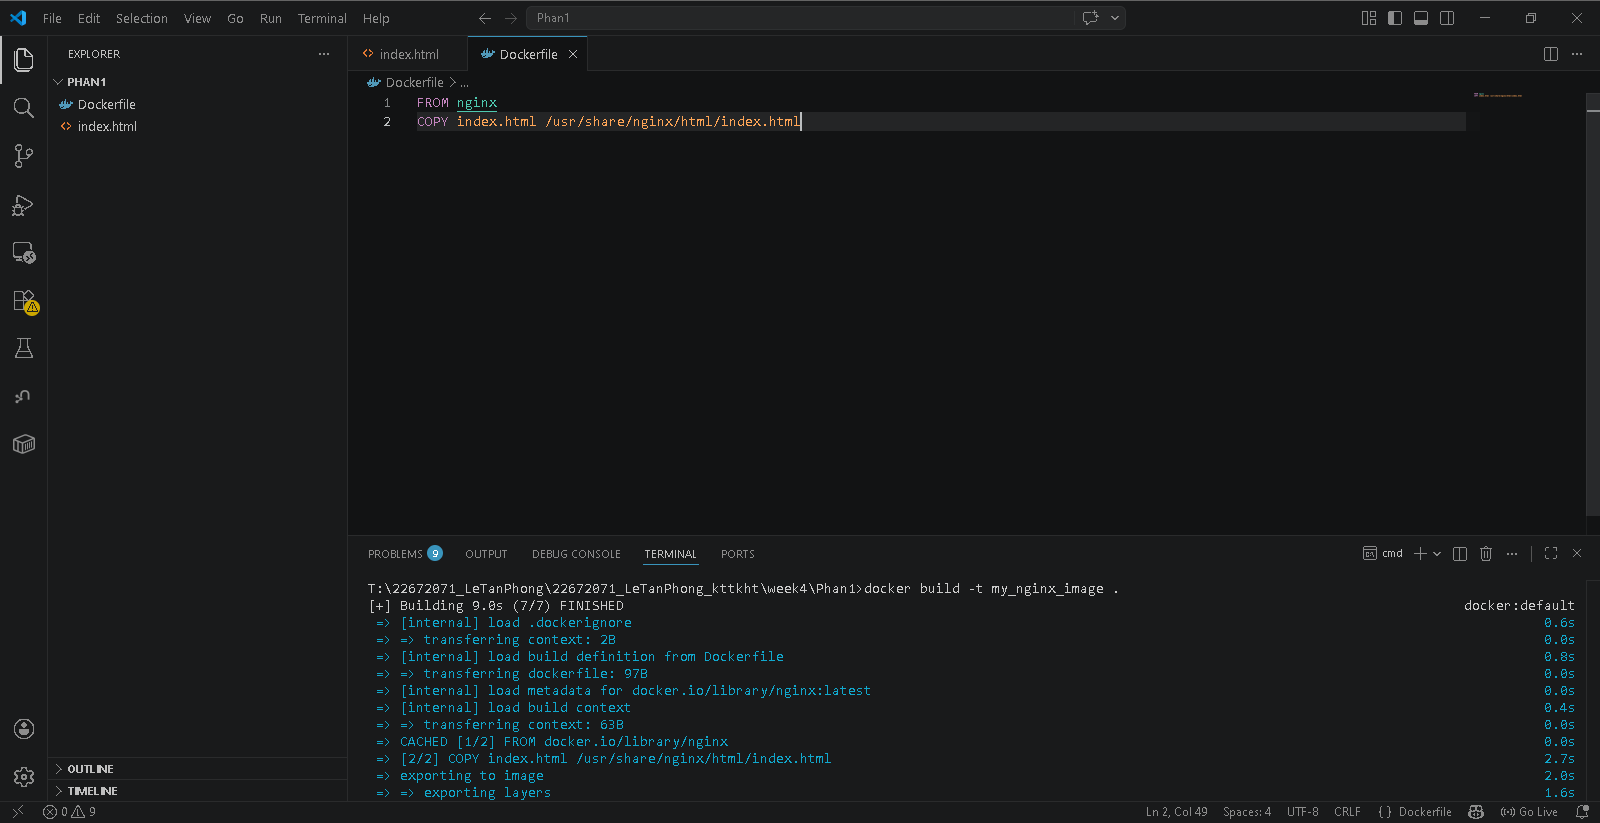 File Edit Selection View Go Run Terminal Help
Phan1
EXPLORER
PHAN1
Dockerfile
index.html
OUTLINE
TIMELINE
index.html
Dockerfile
Dockerfile > ...
1 FROM nginx
2 COPY index.html /usr/share/nginx/html/index.html
PROBLEMS 9 OUTPUT DEBUG CONSOLE TERMINAL PORTS
cmd
T:\22672071_LeTanPhong\22672071_LeTanPhong_kttkht\week4\Phan1>docker build -t my_nginx_image .
[+] Building 9.0s (7/7) FINISHED docker:default
=> [internal] load .dockerignore 0.6s
=> => transferring context: 2B 0.0s
=> [internal] load build definition from Dockerfile 0.8s
=> => transferring dockerfile: 97B 0.0s
=> [internal] load metadata for docker.io/library/nginx:latest 0.0s
=> [internal] load build context 0.4s
=> => transferring context: 63B 0.0s
=> CACHED [1/2] FROM docker.io/library/nginx 0.0s
=> [2/2] COPY index.html /usr/share/nginx/html/index.html 2.7s
=> exporting to image 2.0s
=> => exporting layers 1.6s
0 9 Ln 2, Col 49 Spaces: 4 UTF-8 CRLF { } Dockerfile Go Live